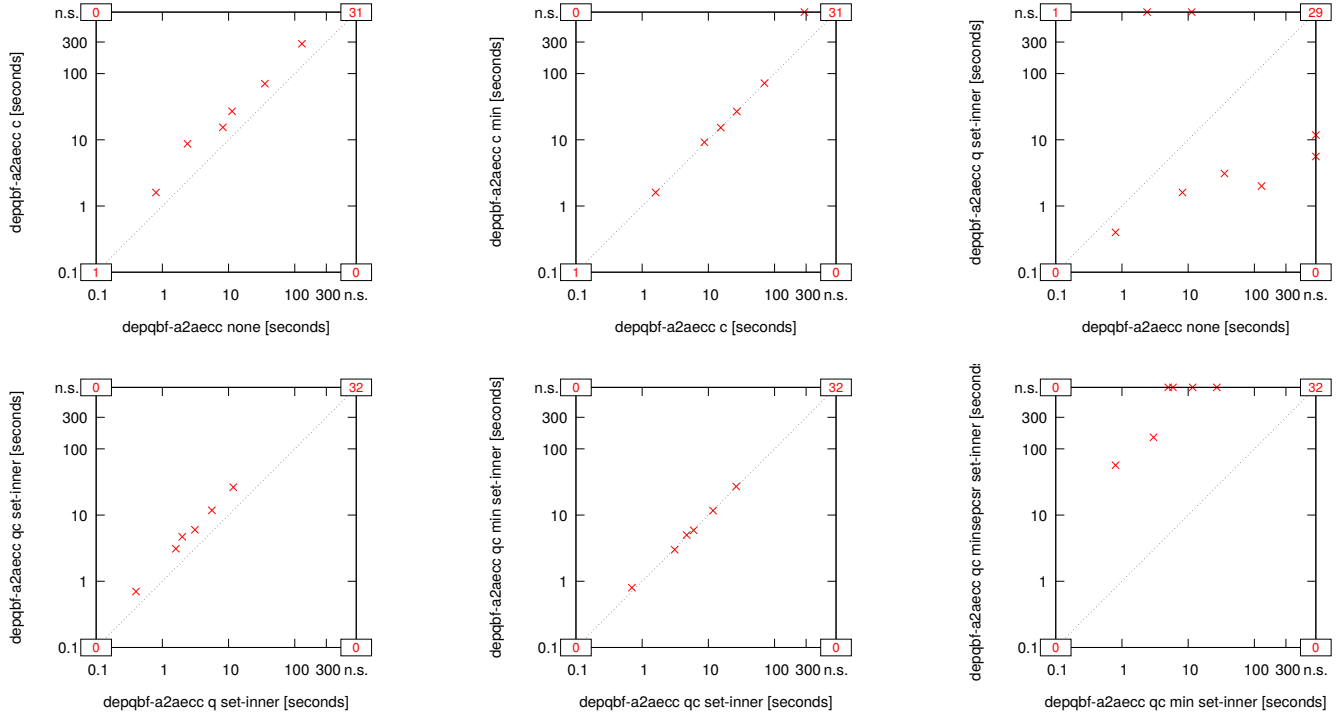 n.s. 0 31
300
100
10
1
0.1 1 0
0.1 1 10 100 300 n.s.
depqbf-a2aecc c [seconds]
depqbf-a2aecc none [seconds]
n.s. 0 31
300
100
10
1
0.1 1 0
0.1 1 10 100 300 n.s.
depqbf-a2aecc c min [seconds]
depqbf-a2aecc c [seconds]
n.s. 1 29
300
100
10
1
0.1 0 0
0.1 1 10 100 300 n.s.
depqbf-a2aecc q set-inner [seconds]
depqbf-a2aecc none [seconds]
n.s. 0 32
300
100
10
1
0.1 0 0
0.1 1 10 100 300 n.s.
depqbf-a2aecc qc set-inner [seconds]
depqbf-a2aecc q set-inner [seconds]
n.s. 0 32
300
100
10
1
0.1 0 0
0.1 1 10 100 300 n.s.
depqbf-a2aecc qc min set-inner [seconds]
depqbf-a2aecc qc set-inner [seconds]
n.s. 0 32
300
100
10
1
0.1 0 0
0.1 1 10 100 300 n.s.
depqbf-a2aecc qc minsepcsr set-inner [second
depqbf-a2aecc qc min set-inner [seconds]